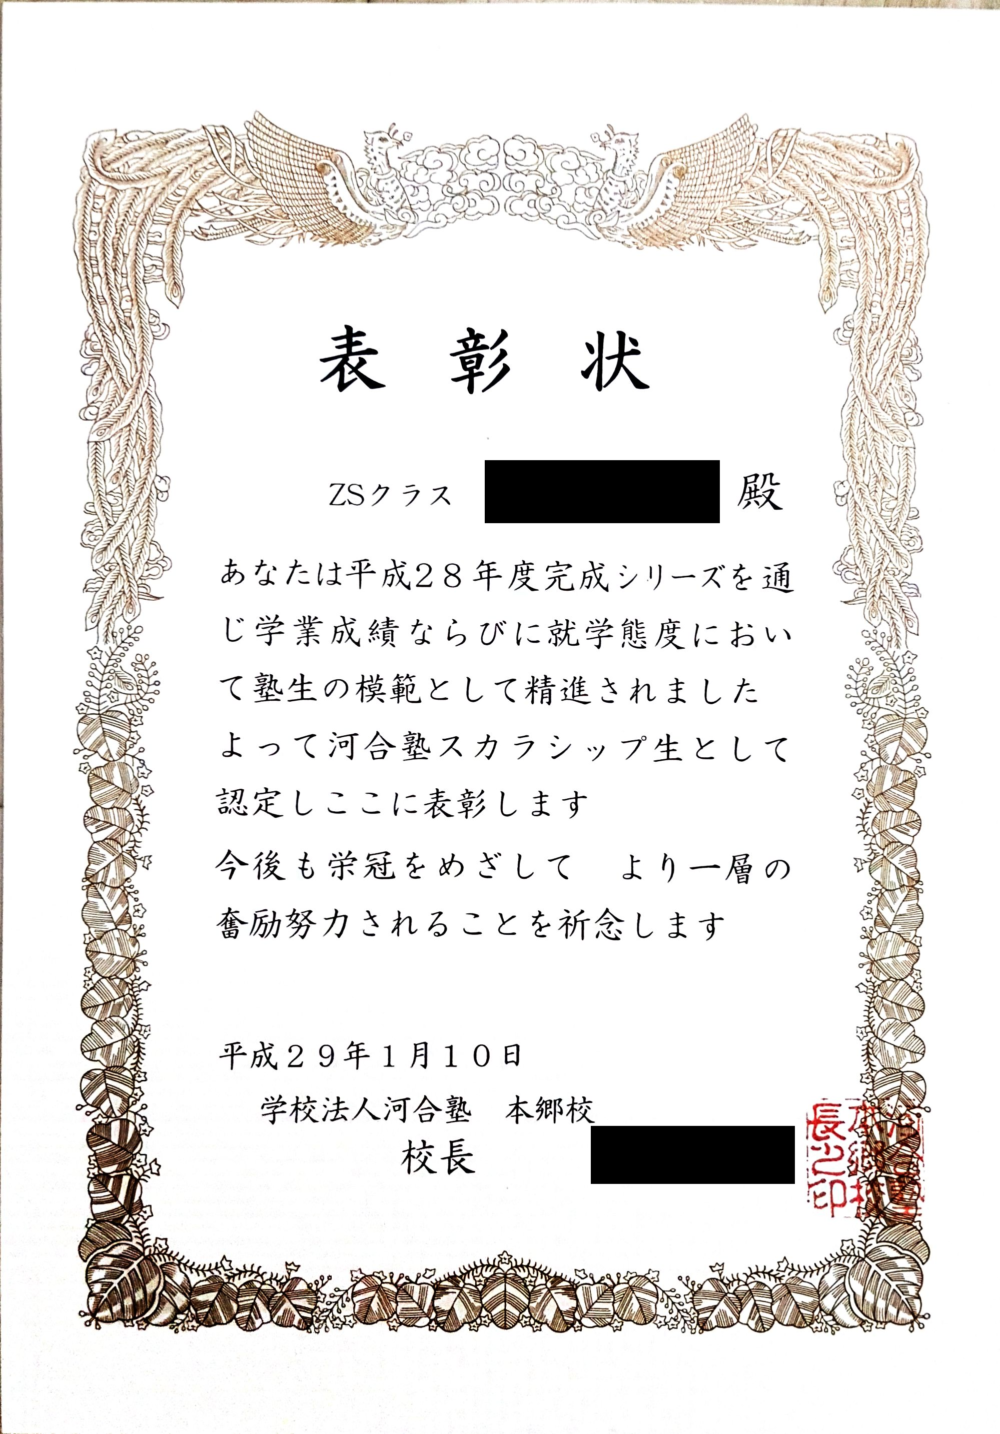 表彰状
ZSクラス 殿
あなたは平成28年度完成シリーズを通
じ学業成績ならびに就学態度におい
て塾生の模範として精進されました
よって河合塾スカラシップ生として
認定しここに表彰します
今後も栄冠をめざして　より一層の
奮励努力されることを祈念します
平成29年1月10日
学校法人河合塾　本郷校
校長
本郷校
長之印